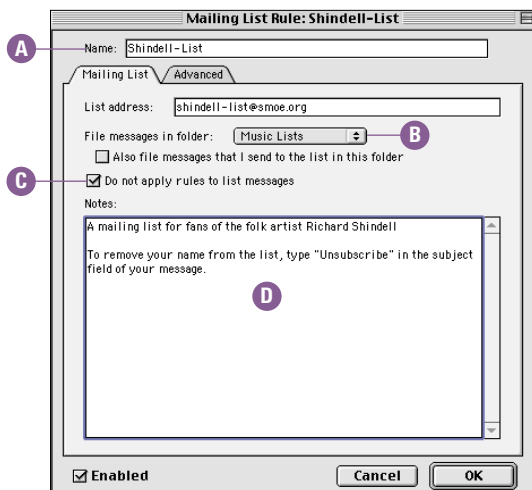 Mailing List Rule: Shindell-List
A
Name: Shindell-List
Mailing List Advanced
List address: shindell-list@smoe.org
File messages in folder: Music Lists
B
Also file messages that I send to the list in this folder
C
Do not apply rules to list messages
Notes:
A mailing list for fans of the folk artist Richard Shindell
To remove your name from the list, type "Unsubscribe" in the subject
field of your message.
D
Enabled
Cancel OK